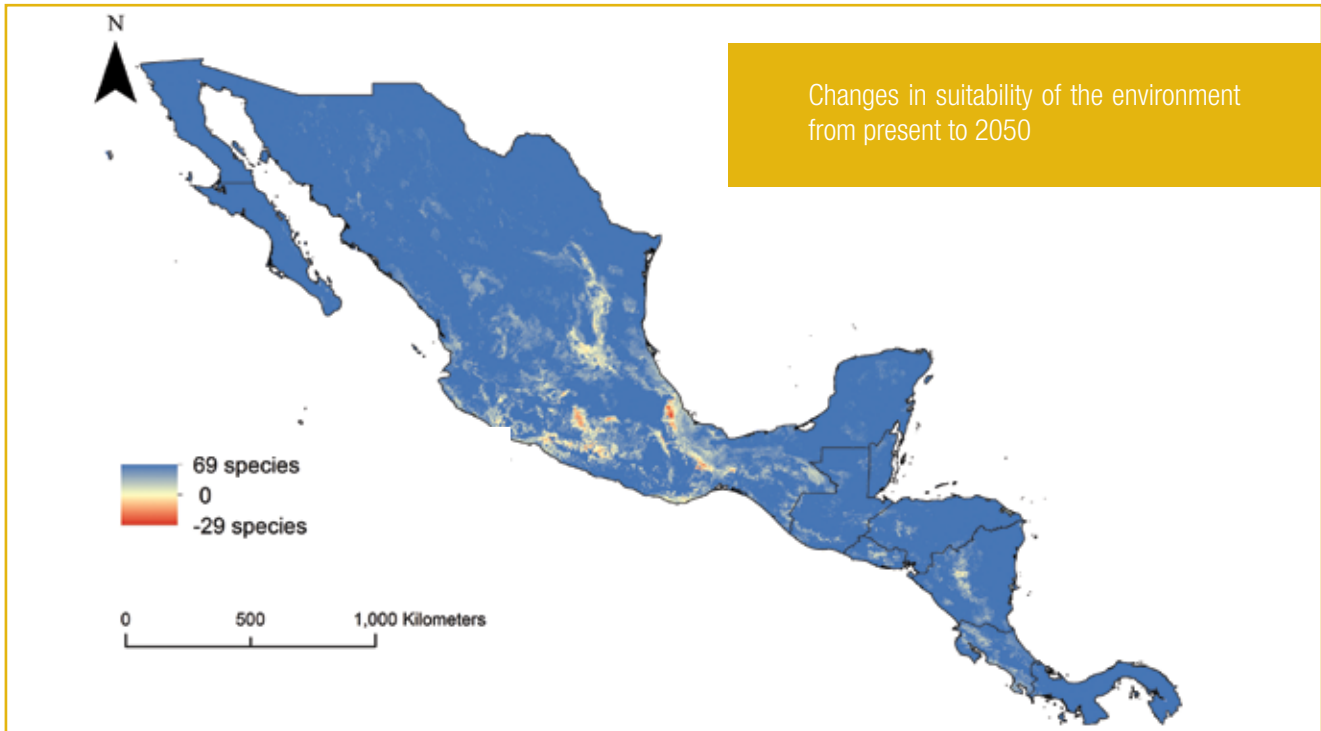 N
Changes in suitability of the environment
from present to 2050
69 species
0
-29 species
0 500 1,000 Kilometers